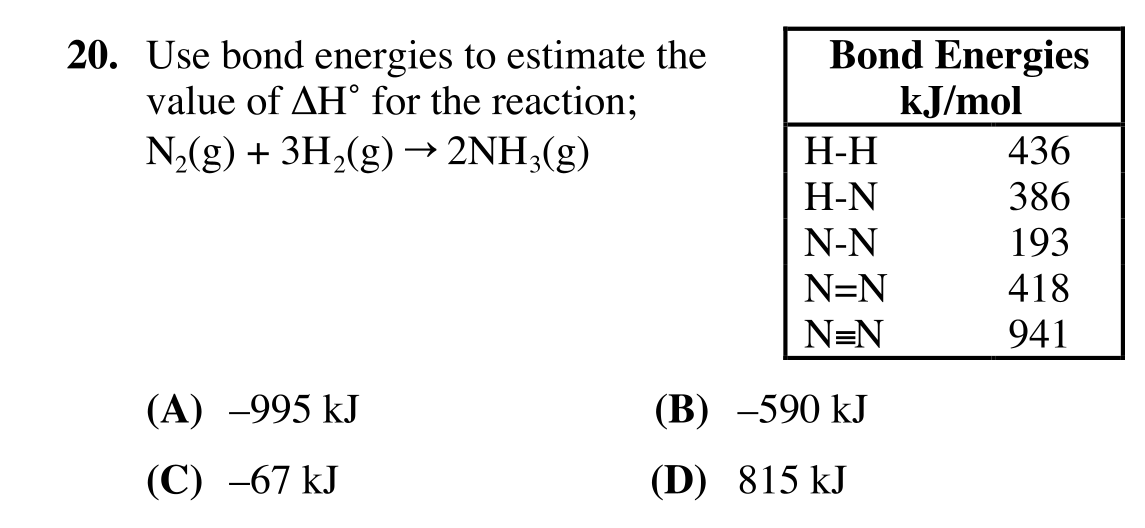 20. Use bond energies to estimate the
value of ΔH° for the reaction;
N₂(g) + 3H₂(g) → 2NH₃(g)
Bond Energies
kJ/mol
H-H 436
H-N 386
N-N 193
N=N 418
N≡N 941
(A) –995 kJ (B) –590 kJ
(C) –67 kJ (D) 815 kJ